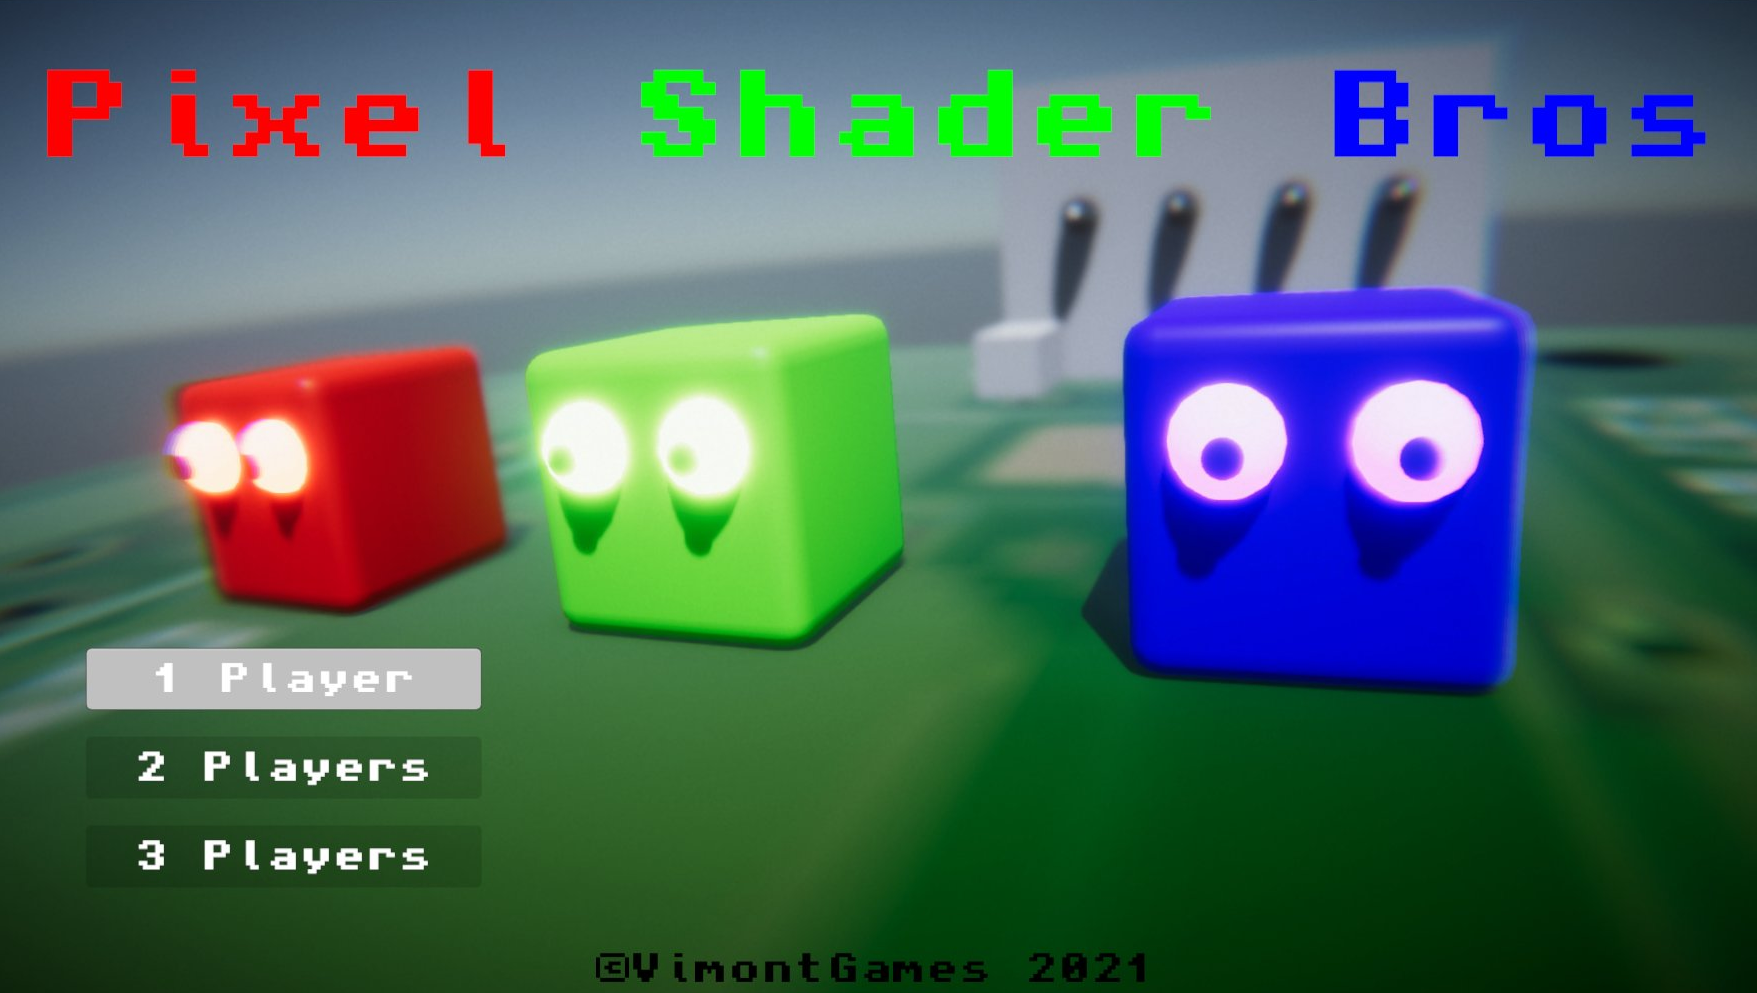 Pixel Shader Bros
1 Player
2 Players
3 Players
©VimontGames 2021